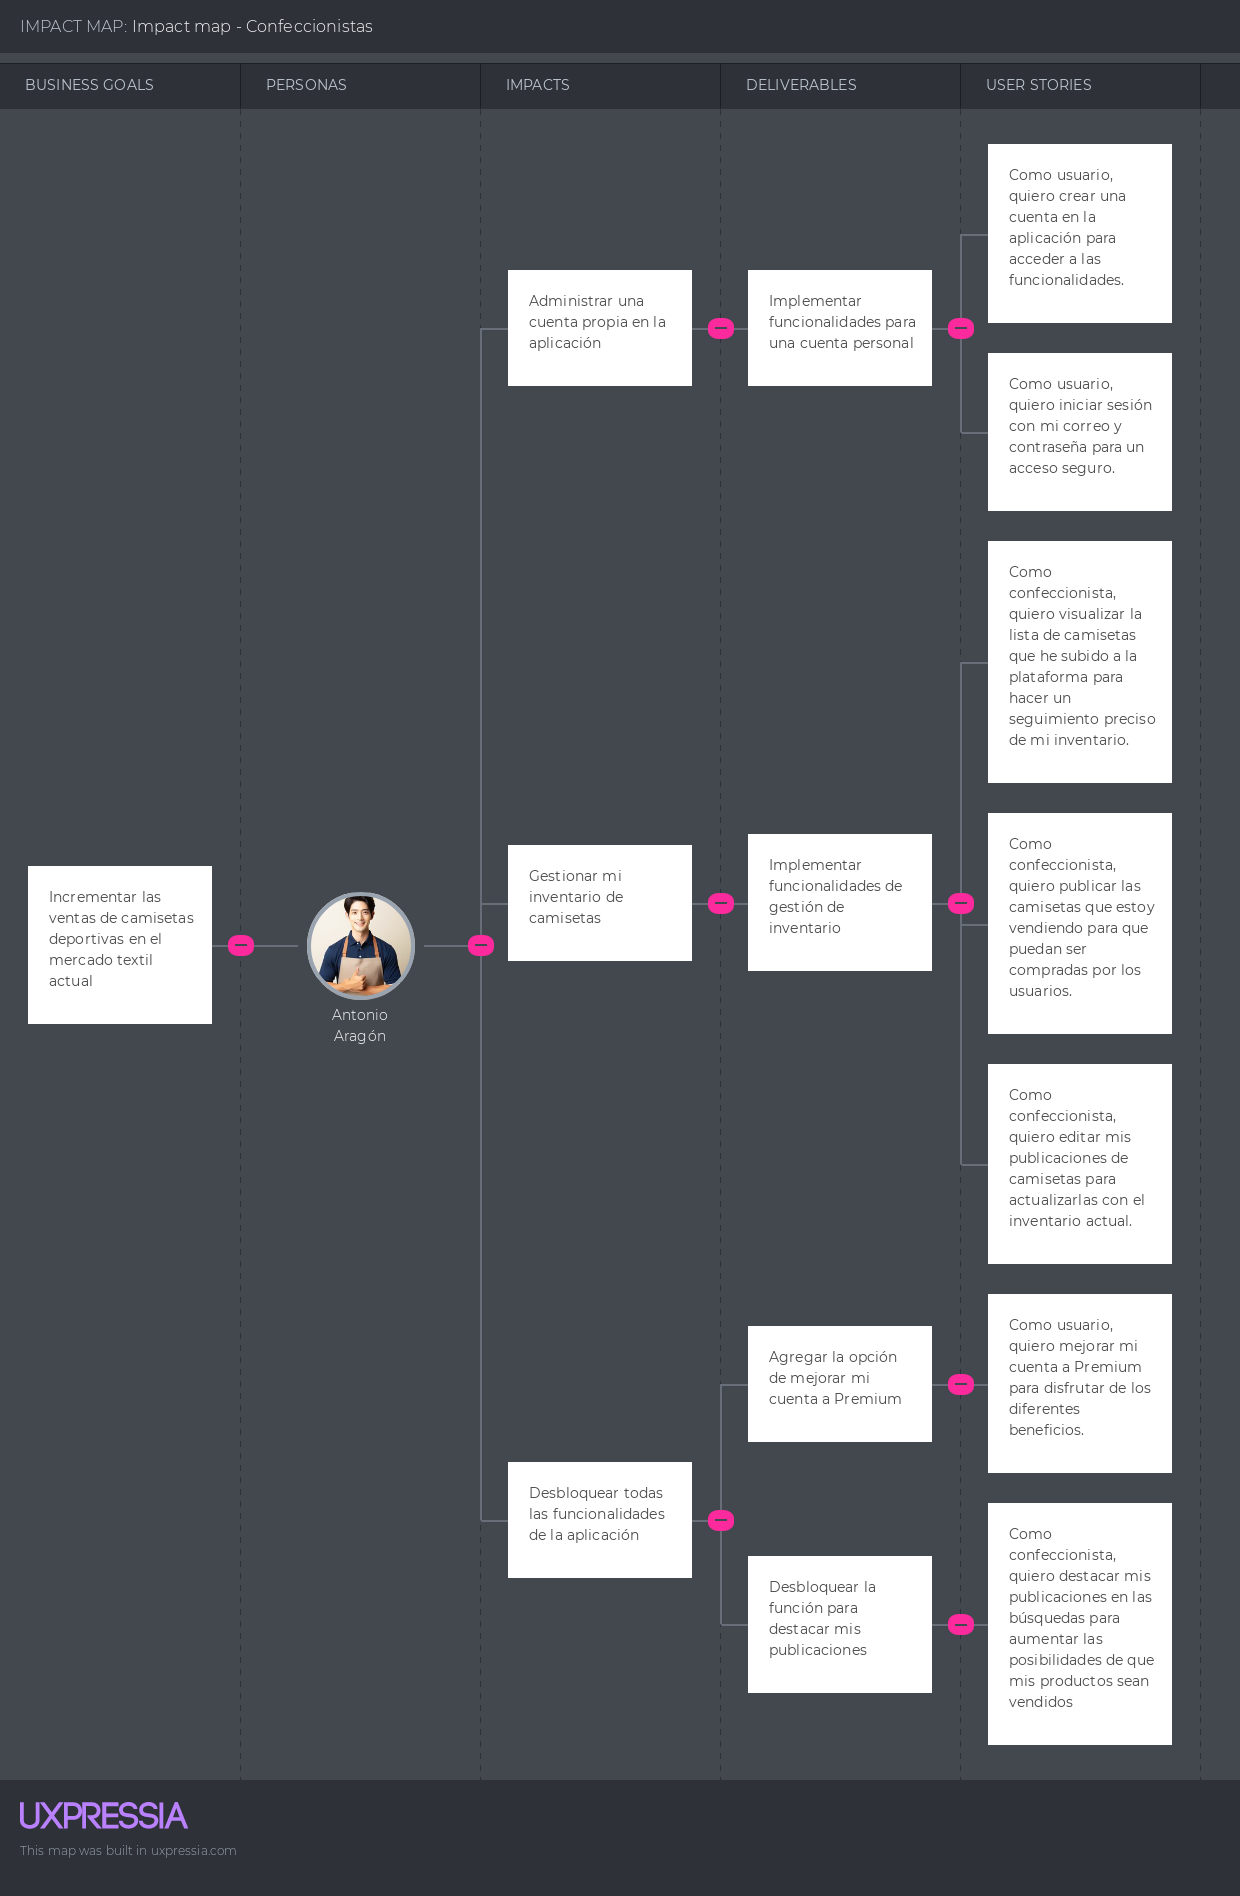 IMPACT MAP: Impact map - Confeccionistas
BUSINESS GOALS
PERSONAS
IMPACTS
DELIVERABLES
USER STORIES
Incrementar las
ventas de camisetas
deportivas en el
mercado textil
actual
Antonio
Aragón
Administrar una
cuenta propia en la
aplicación
Implementar
funcionalidades para
una cuenta personal
Como usuario,
quiero crear una
cuenta en la
aplicación para
acceder a las
funcionalidades.
Como usuario,
quiero iniciar sesión
con mi correo y
contraseña para un
acceso seguro.
Gestionar mi
inventario de
camisetas
Implementar
funcionalidades de
gestión de
inventario
Como
confeccionista,
quiero visualizar la
lista de camisetas
que he subido a la
plataforma para
hacer un
seguimiento preciso
de mi inventario.
Como
confeccionista,
quiero publicar las
camisetas que estoy
vendiendo para que
puedan ser
compradas por los
usuarios.
Como
confeccionista,
quiero editar mis
publicaciones de
camisetas para
actualizarlas con el
inventario actual.
Desbloquear todas
las funcionalidades
de la aplicación
Agregar la opción
de mejorar mi
cuenta a Premium
Como usuario,
quiero mejorar mi
cuenta a Premium
para disfrutar de los
diferentes
beneficios.
Desbloquear la
función para
destacar mis
publicaciones
Como
confeccionista,
quiero destacar mis
publicaciones en las
búsquedas para
aumentar las
posibilidades de que
mis productos sean
vendidos
UXPRESSIA
This map was built in uxpressia.com